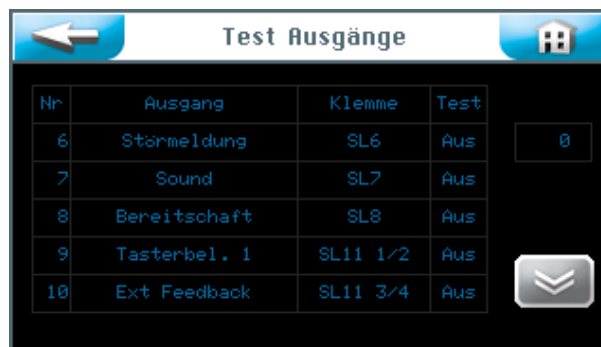 Test Ausgänge
Nr Ausgang Klemme Test
6 Störmeldung SL6 Aus 0
7 Sound SL7 Aus
8 Bereitschaft SL8 Aus
9 Tasterbel. 1 SL11 1/2 Aus
10 Ext Feedback SL11 3/4 Aus